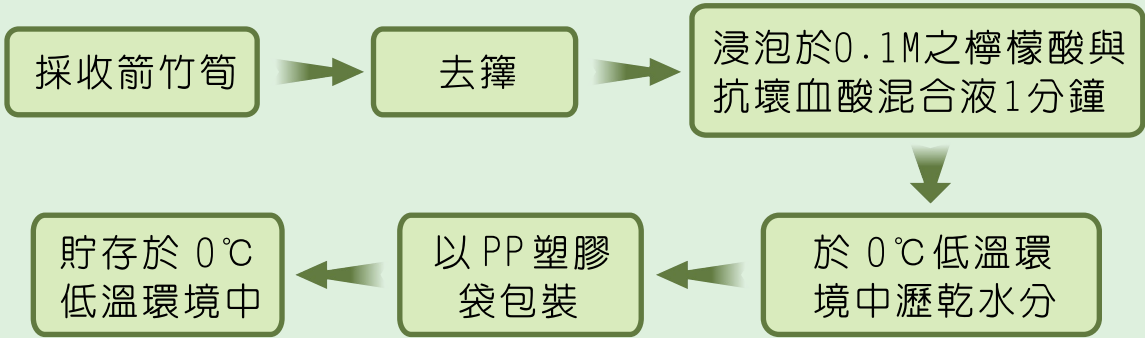 採收箭竹筍
去籜
浸泡於0.1M之檸檬酸與
抗壞血酸混合液1分鐘
於 0℃低溫環
境中瀝乾水分
以 PP塑膠
袋包裝
貯存於 0℃
低溫環境中